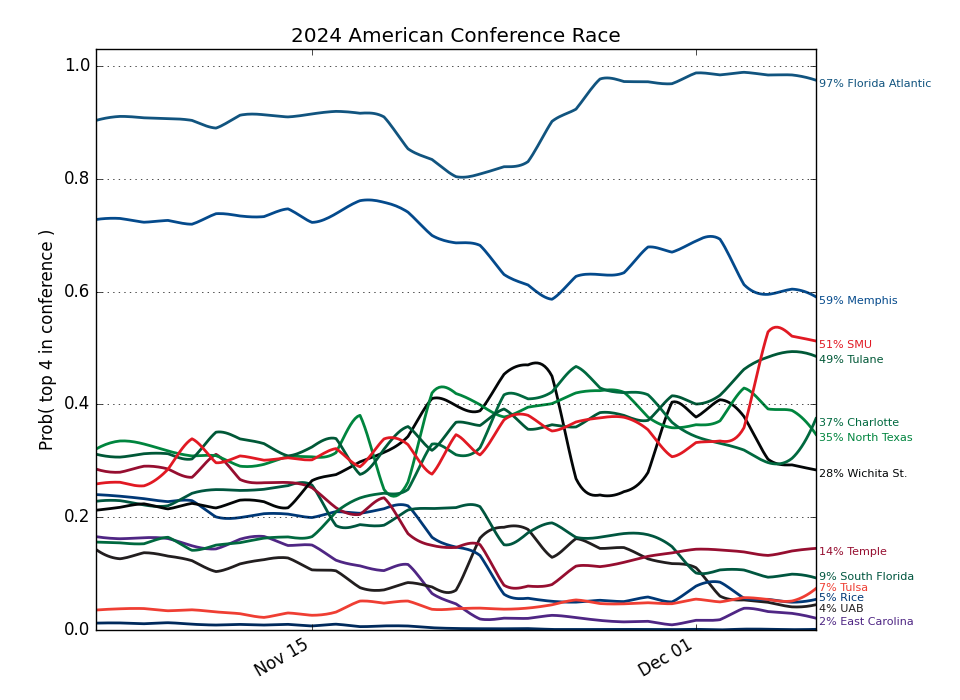 2024 American Conference Race
Prob( top 4 in conference )
1.0
0.8
0.6
0.4
0.2
0.0
Nov 15
Dec 01
97% Florida Atlantic
59% Memphis
51% SMU
49% Tulane
37% Charlotte
35% North Texas
28% Wichita St.
14% Temple
9% South Florida
7% Tulsa
5% Rice
4% UAB
2% East Carolina